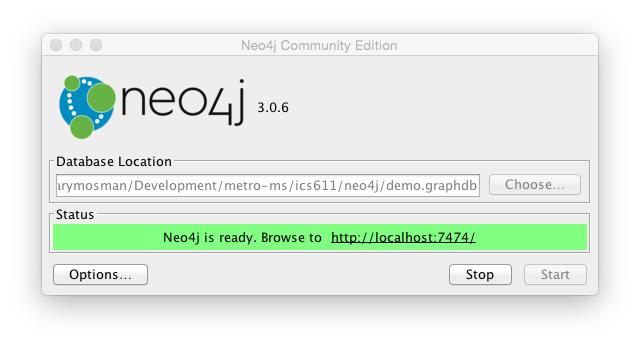 Neo4j Community Edition
neo4j 3.0.6
Database Location
arymosman/Development/metro-ms/ics611/neo4j/demo.graphdb Choose...
Status
Neo4j is ready. Browse to http://localhost:7474/
Options... Stop Start